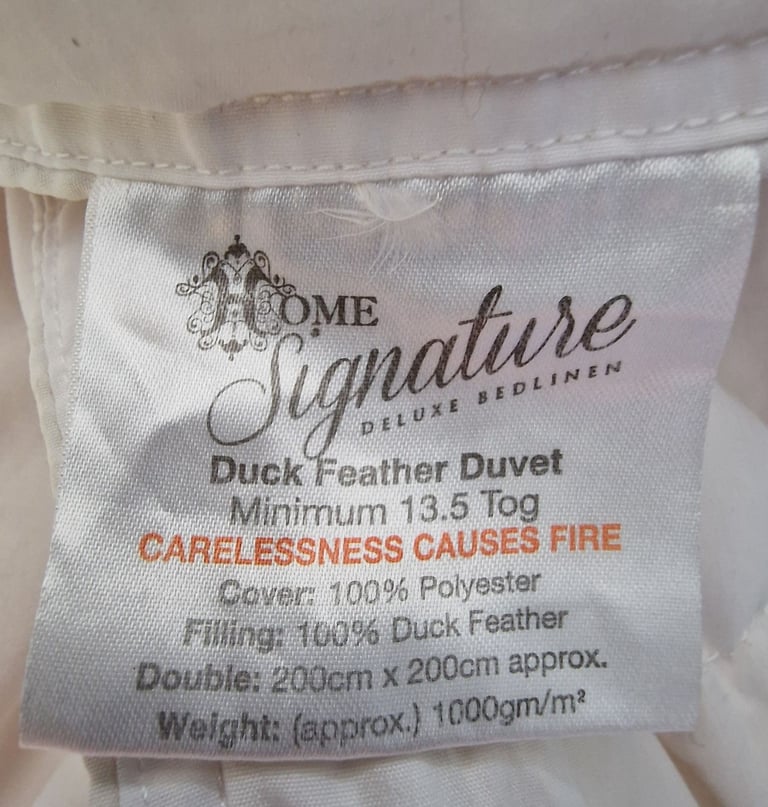 HOME
Signature
DELUXE BEDLINEN
Duck Feather Duvet
Minimum 13.5 Tog
CARELESSNESS CAUSES FIRE
Cover: 100% Polyester
Filling: 100% Duck Feather
Double: 200cm x 200cm approx.
Weight: (approx.) 1000gm/m²